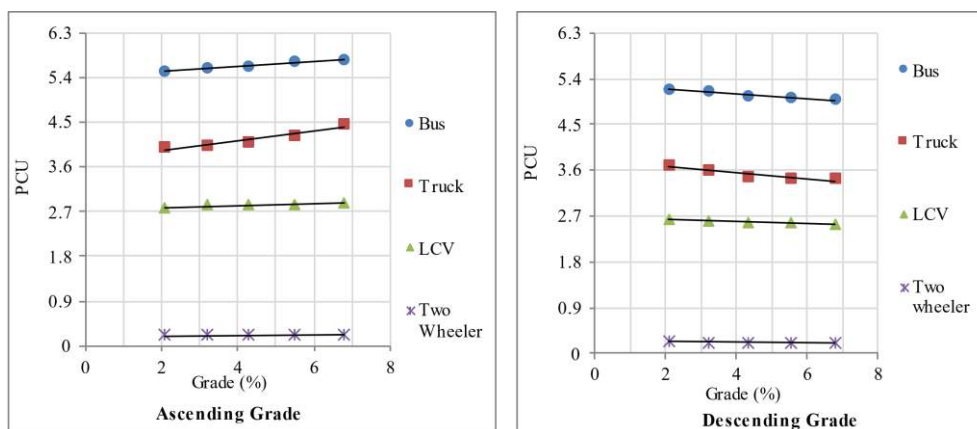 6.3
5.4
4.5
3.6
2.7
1.8
0.9
0
PCU
0 2 4 6 8
Grade (%)
Ascending Grade
Bus
Truck
LCV
Two
Wheeler
6.3
5.4
4.5
3.6
2.7
1.8
0.9
0
PCU
0 2 4 6 8
Grade (%)
Descending Grade
Bus
Truck
LCV
Two
wheeler